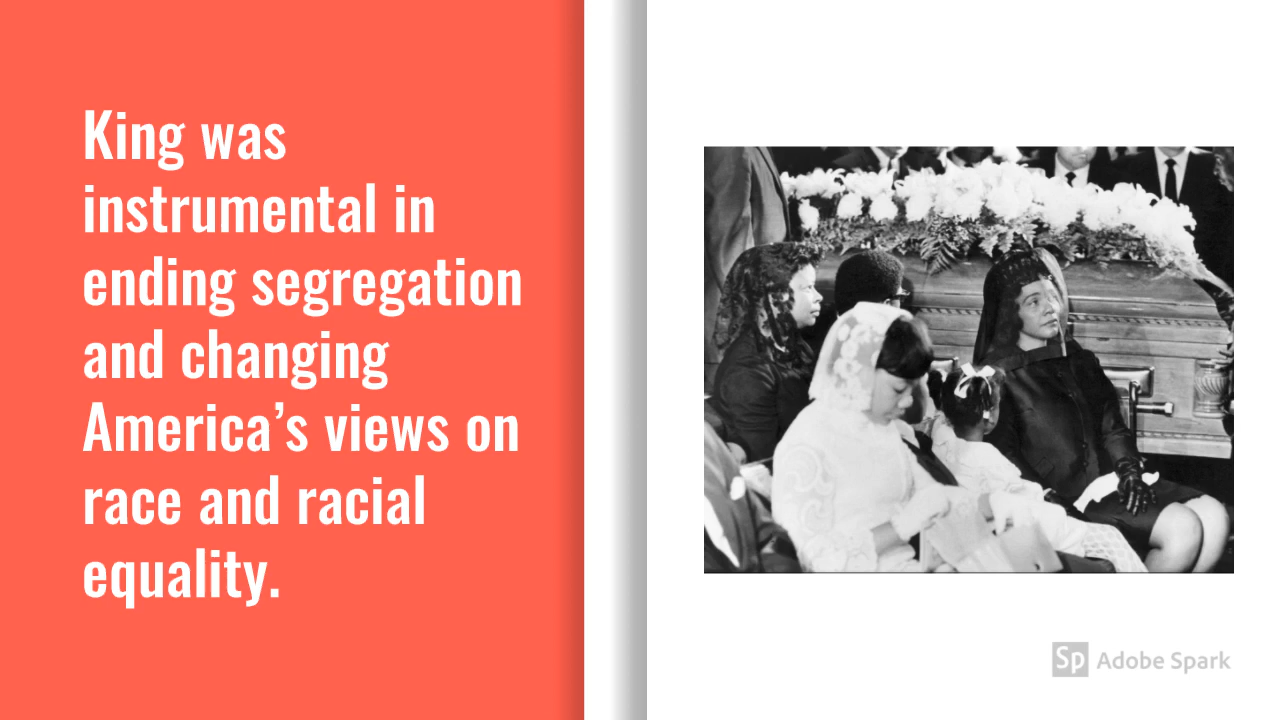 King was
instrumental in
ending segregation
and changing
America’s views on
race and racial
equality.
Sp Adobe Spark